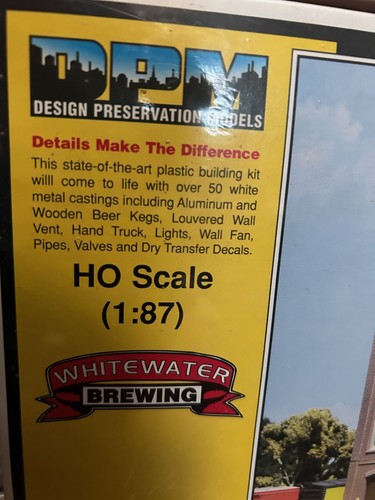 DPM
DESIGN PRESERVATION MODELS
Details Make The Difference
This state-of-the-art plastic building kit
willl come to life with over 50 white
metal castings including Aluminum and
Wooden Beer Kegs, Louvered Wall
Vent, Hand Truck, Lights, Wall Fan,
Pipes, Valves and Dry Transfer Decals.
HO Scale
(1:87)
WHITEWATER
BREWING